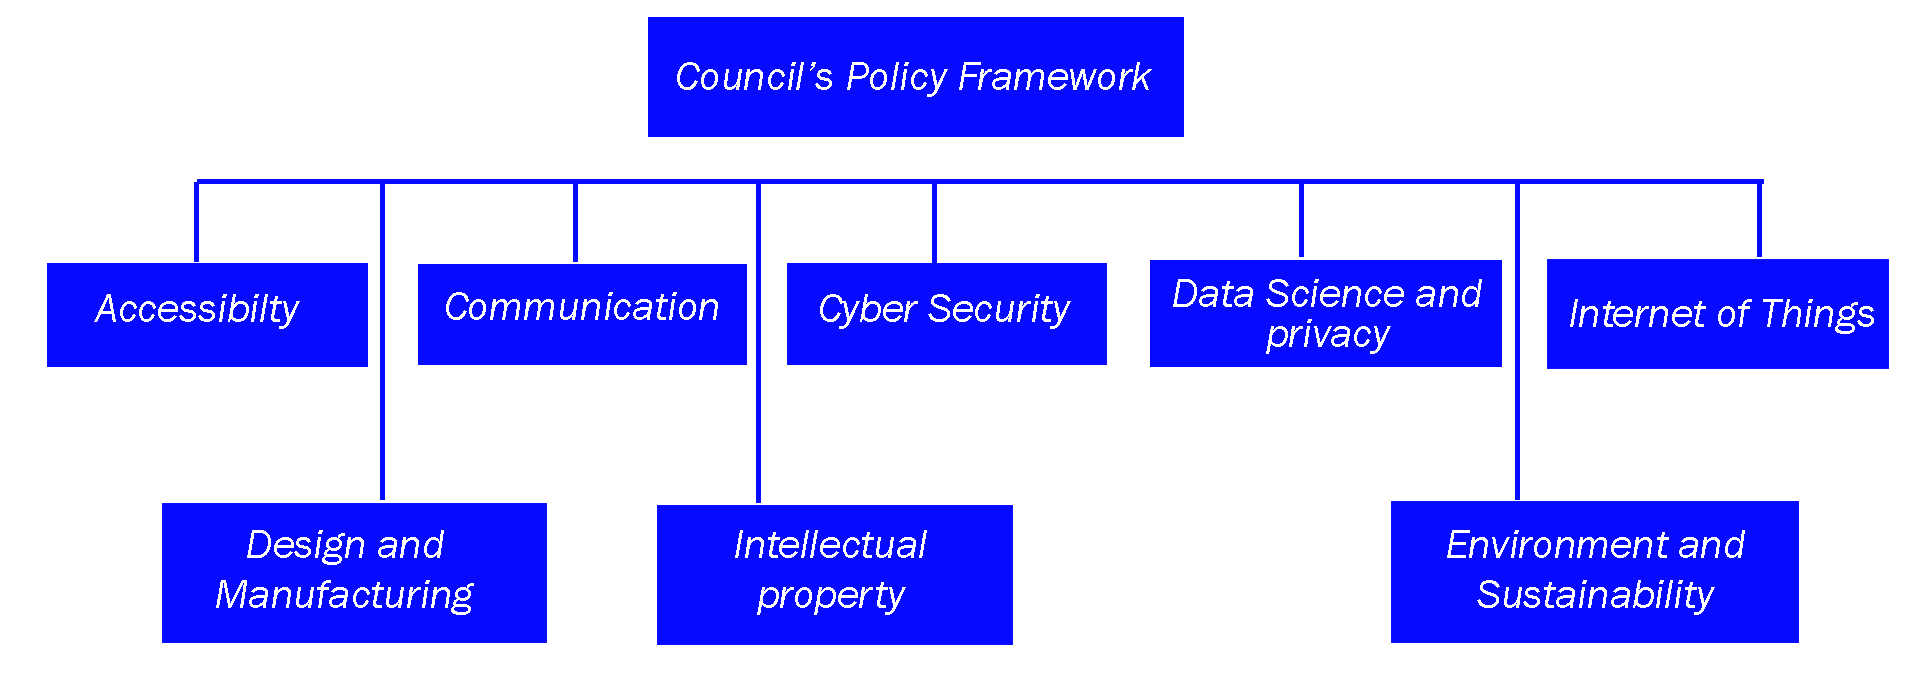 Council’s Policy Framework
Accessibilty
Communication
Cyber Security
Data Science and
privacy
Internet of Things
Design and
Manufacturing
Intellectual
property
Environment and
Sustainability